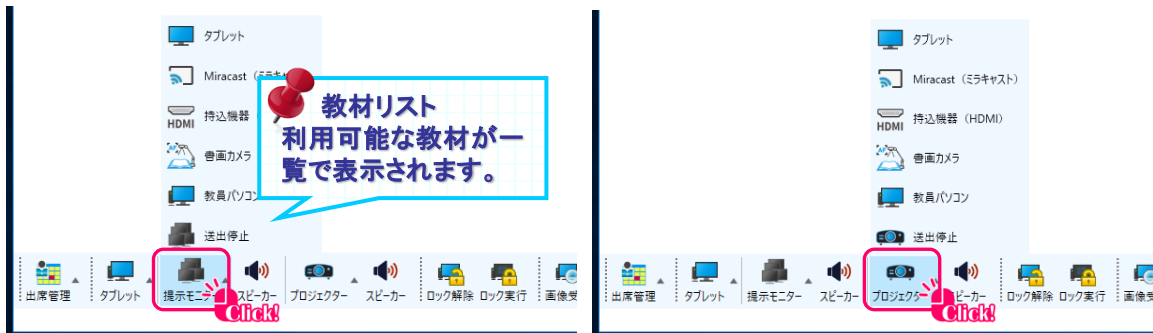 タブレット
Miracast（ミラキャ
教材リスト
利用可能な教材が一
覧で表示されます。
HDMI
持込機器
書画カメラ
教員パソコン
送出停止
出席管理
タブレット
提示モニター
スピーカー
プロジェクター
スピーカー
ロック解除
ロック実行
Click!
タブレット
Miracast（ミラキャスト）
HDMI
持込機器（HDMI）
書画カメラ
教員パソコン
送出停止
出席管理
タブレット
提示モニター
スピーカー
プロジェクター
ロック解除
ロック実行
Click!